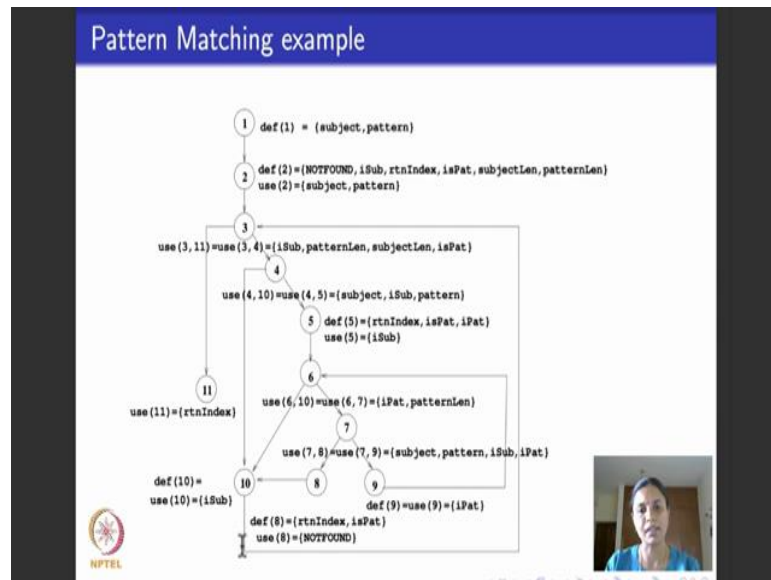 Pattern Matching example
1
def(1) = {subject,pattern}
2
def(2)={NOTFOUND,iSub,rtnIndex,isPat,subjectLen,patternLen}
use(2)={subject,pattern}
3
use(3,11)=use(3,4)={iSub,patternLen,subjectLen,isPat}
4
use(4,10)=use(4,5)={subject,iSub,pattern}
5
def(5)={rtnIndex,isPat,iPat}
use(5)={iSub}
6
11
use(6,10)=use(6,7)={iPat,patternLen}
use(11)={rtnIndex}
7
use(7,8)=use(7,9)={subject,pattern,iSub,iPat}
def(10)=
10
8
9
use(10)={iSub}
def(9)=use(9)={iPat}
def(8)={rtnIndex,isPat}
use(8)={NOTFOUND}
NPTEL